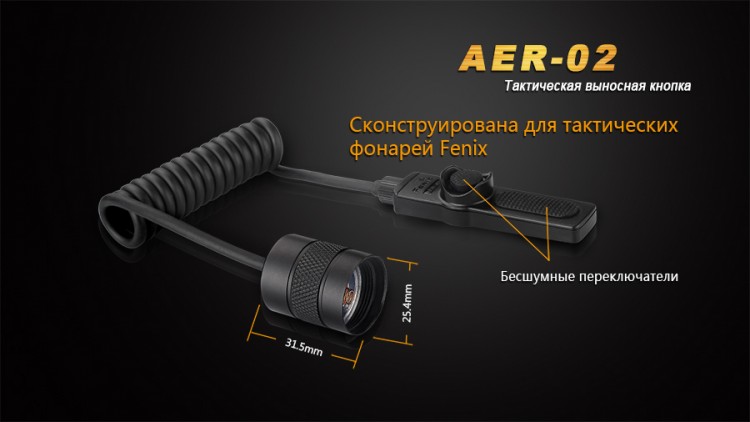 AER-02
Тактическая выносная кнопка
Сконструирована для тактических
фонарей Fenix
Бесшумные переключатели
25.4mm
31.5mm